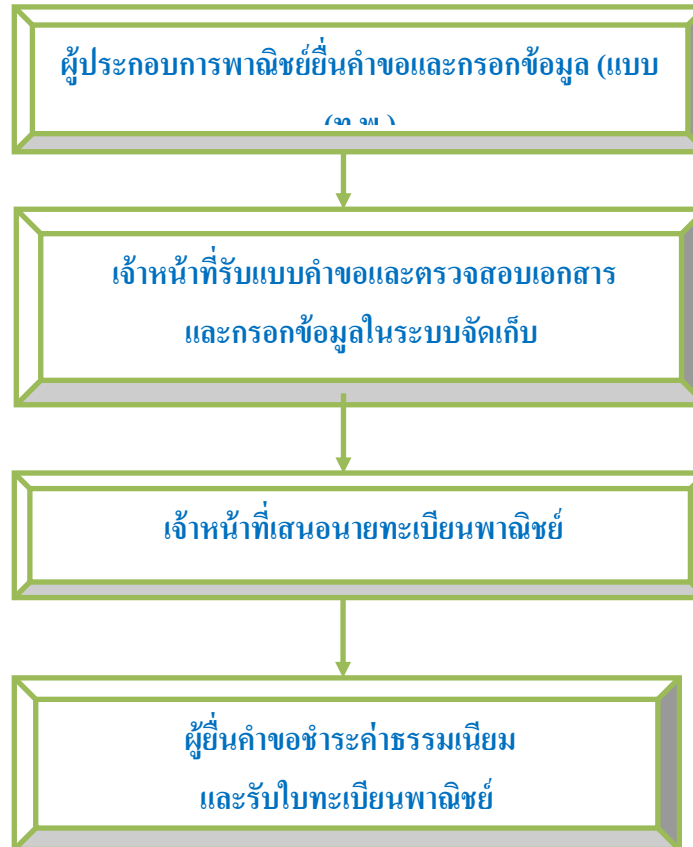 ผู้ประกอบการพาณิชย์ยื่นคำขอและกรอกข้อมูล (แบบ
(ท.พ.)
เจ้าหน้าที่รับแบบคำขอและตรวจสอบเอกสาร
และกรอกข้อมูลในระบบจัดเก็บ
เจ้าหน้าที่เสนอนายทะเบียนพาณิชย์
ผู้ยื่นคำขอชำระค่าธรรมเนียม
และรับใบทะเบียนพาณิชย์